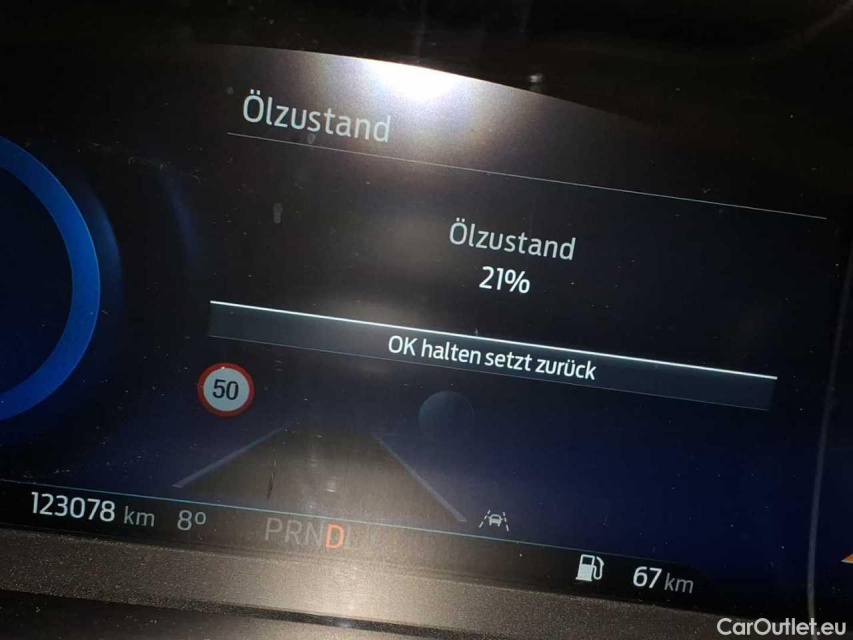 Ölzustand
Ölzustand
21%
OK halten setzt zurück
50
123078 km 8° PRND
67 km
CarOutlet.eu